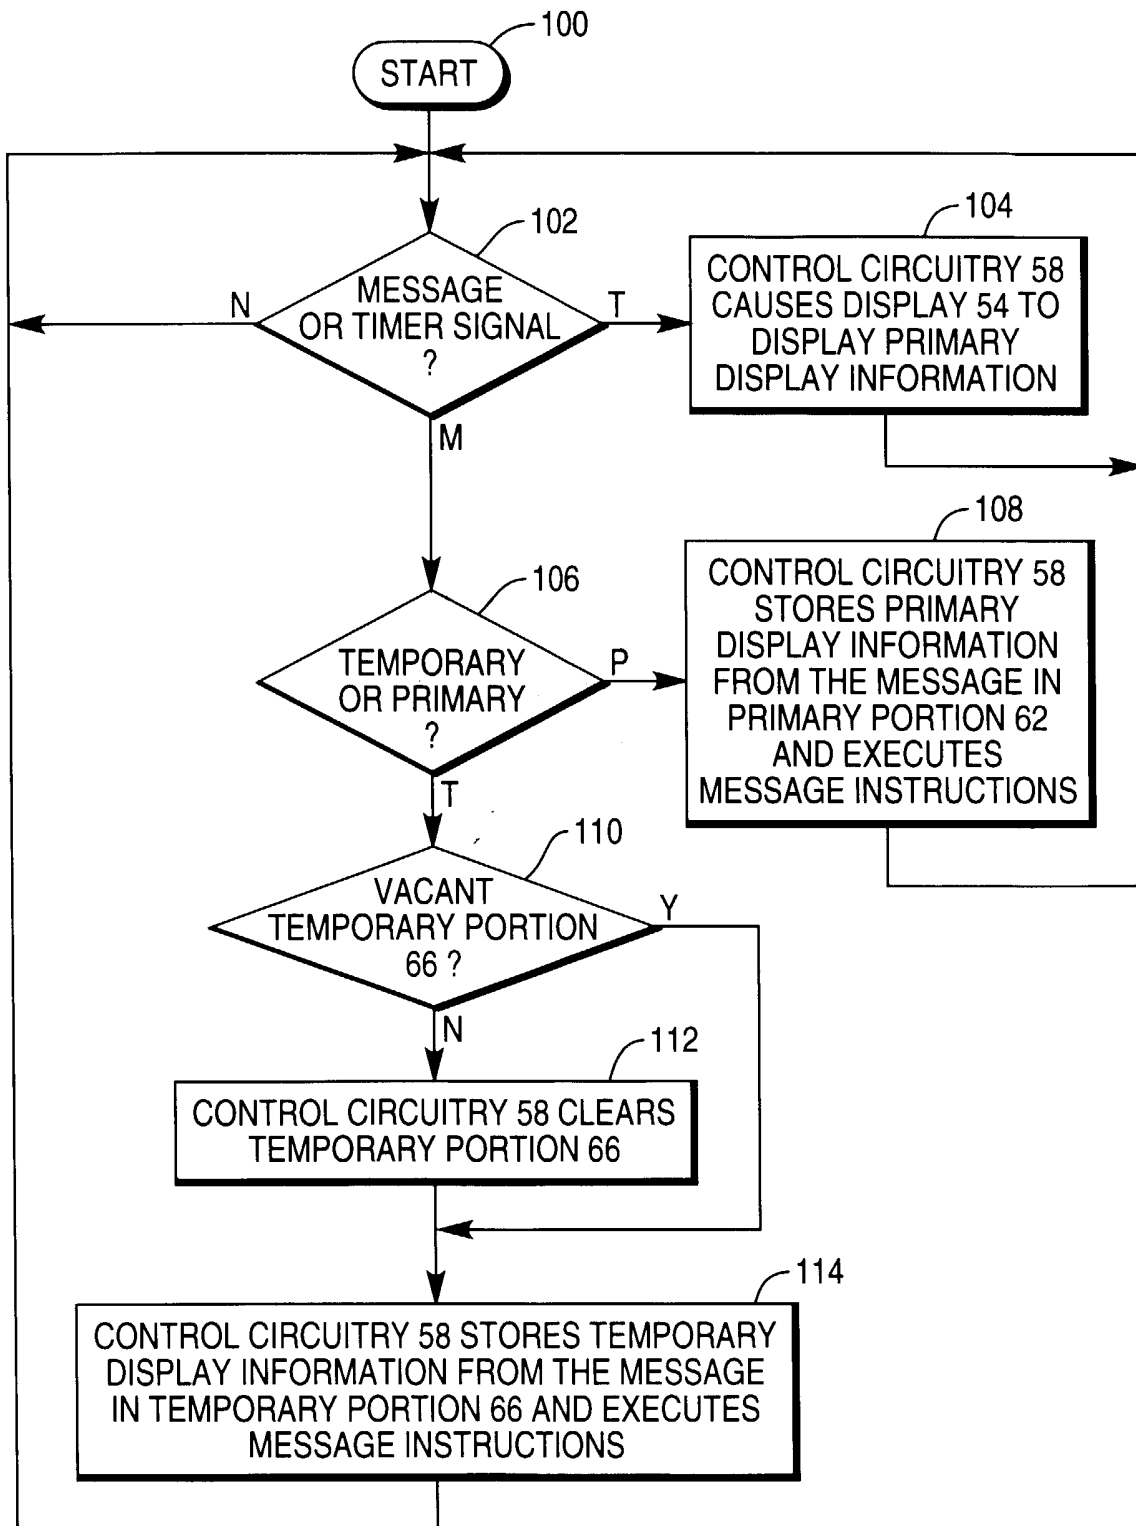 100
START
102
N
MESSAGE
OR TIMER SIGNAL
?
T
M
104
CONTROL CIRCUITRY 58
CAUSES DISPLAY 54 TO
DISPLAY PRIMARY
DISPLAY INFORMATION
106
TEMPORARY
OR PRIMARY
?
P
T
108
CONTROL CIRCUITRY 58
STORES PRIMARY
DISPLAY INFORMATION
FROM THE MESSAGE IN
PRIMARY PORTION 62
AND EXECUTES
MESSAGE INSTRUCTIONS
110
VACANT
TEMPORARY PORTION
66 ?
Y
N
112
CONTROL CIRCUITRY 58 CLEARS
TEMPORARY PORTION 66
114
CONTROL CIRCUITRY 58 STORES TEMPORARY
DISPLAY INFORMATION FROM THE MESSAGE
IN TEMPORARY PORTION 66 AND EXECUTES
MESSAGE INSTRUCTIONS